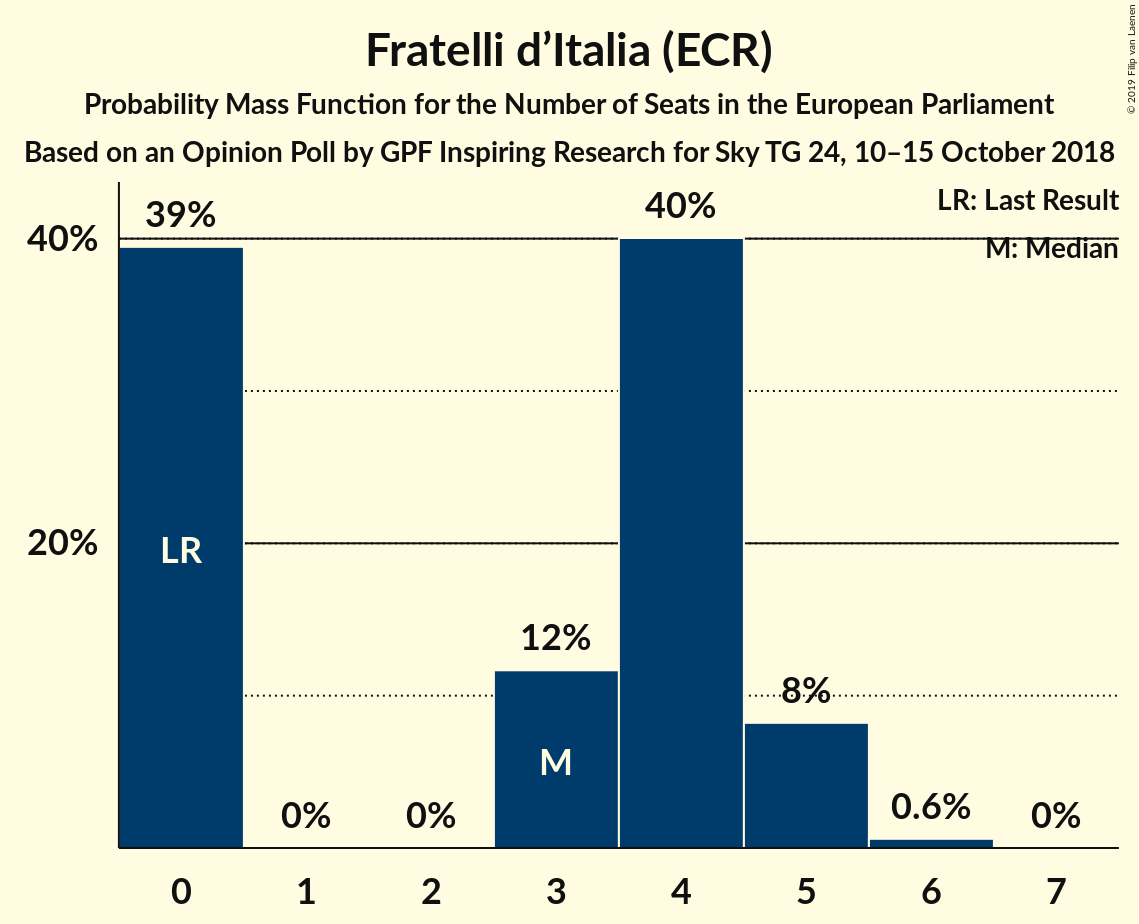 Fratelli d’Italia (ECR)
Probability Mass Function for the Number of Seats in the European Parliament
Based on an Opinion Poll by GPF Inspiring Research for Sky TG 24, 10–15 October 2018
© 2019 Filip van Laenen
LR: Last Result
M: Median
39%
40%
40%
20%
LR
12%
8%
M
0%
0%
0.6%
0%
0
1
2
3
4
5
6
7